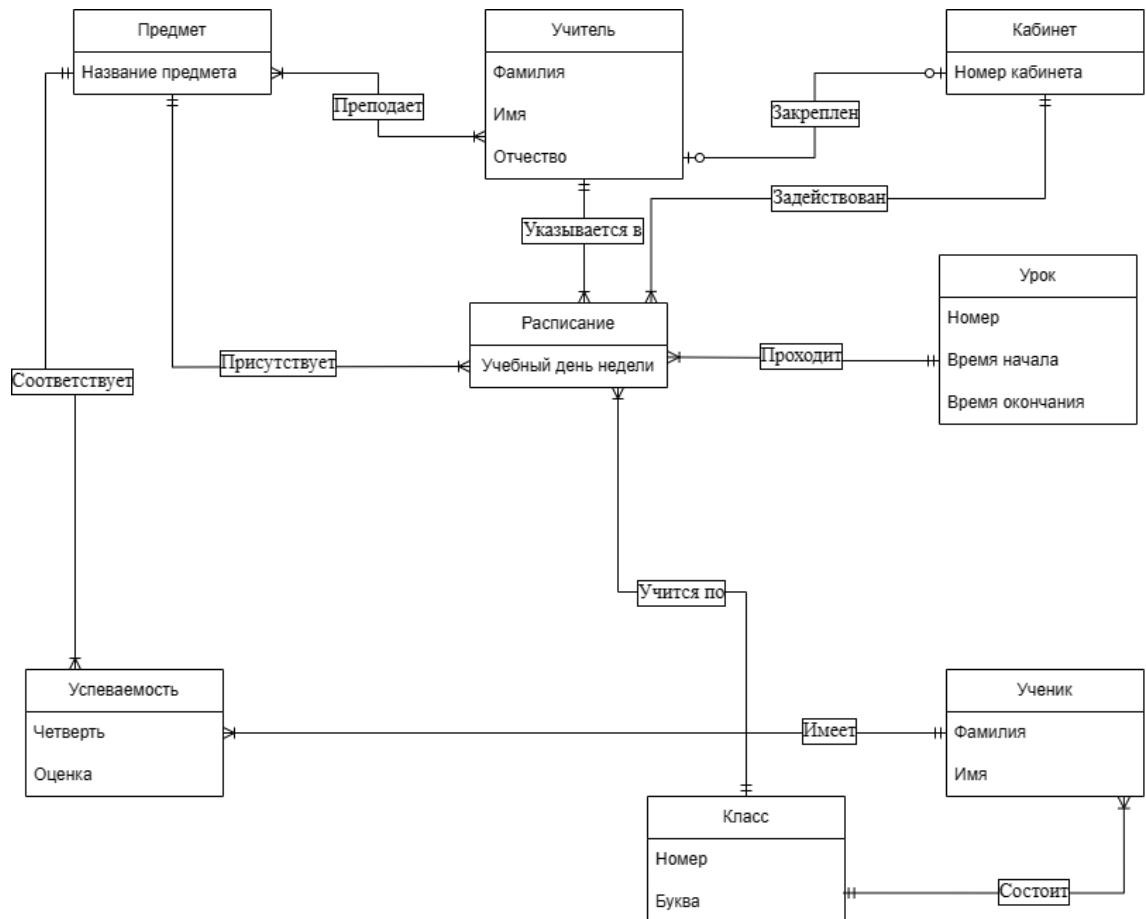 Предмет
Название предмета
Учитель
Фамилия
Имя
Отчество
Кабинет
Номер кабинета
Преподает
Закреплен
Задействован
Указывается в
Урок
Номер
Время начала
Время окончания
Расписание
Учебный день недели
Присутствует
Проходит
Соответствует
Учится по
Успеваемость
Четверть
Оценка
Имеет
Ученик
Фамилия
Имя
Класс
Номер
Буква
Состоит